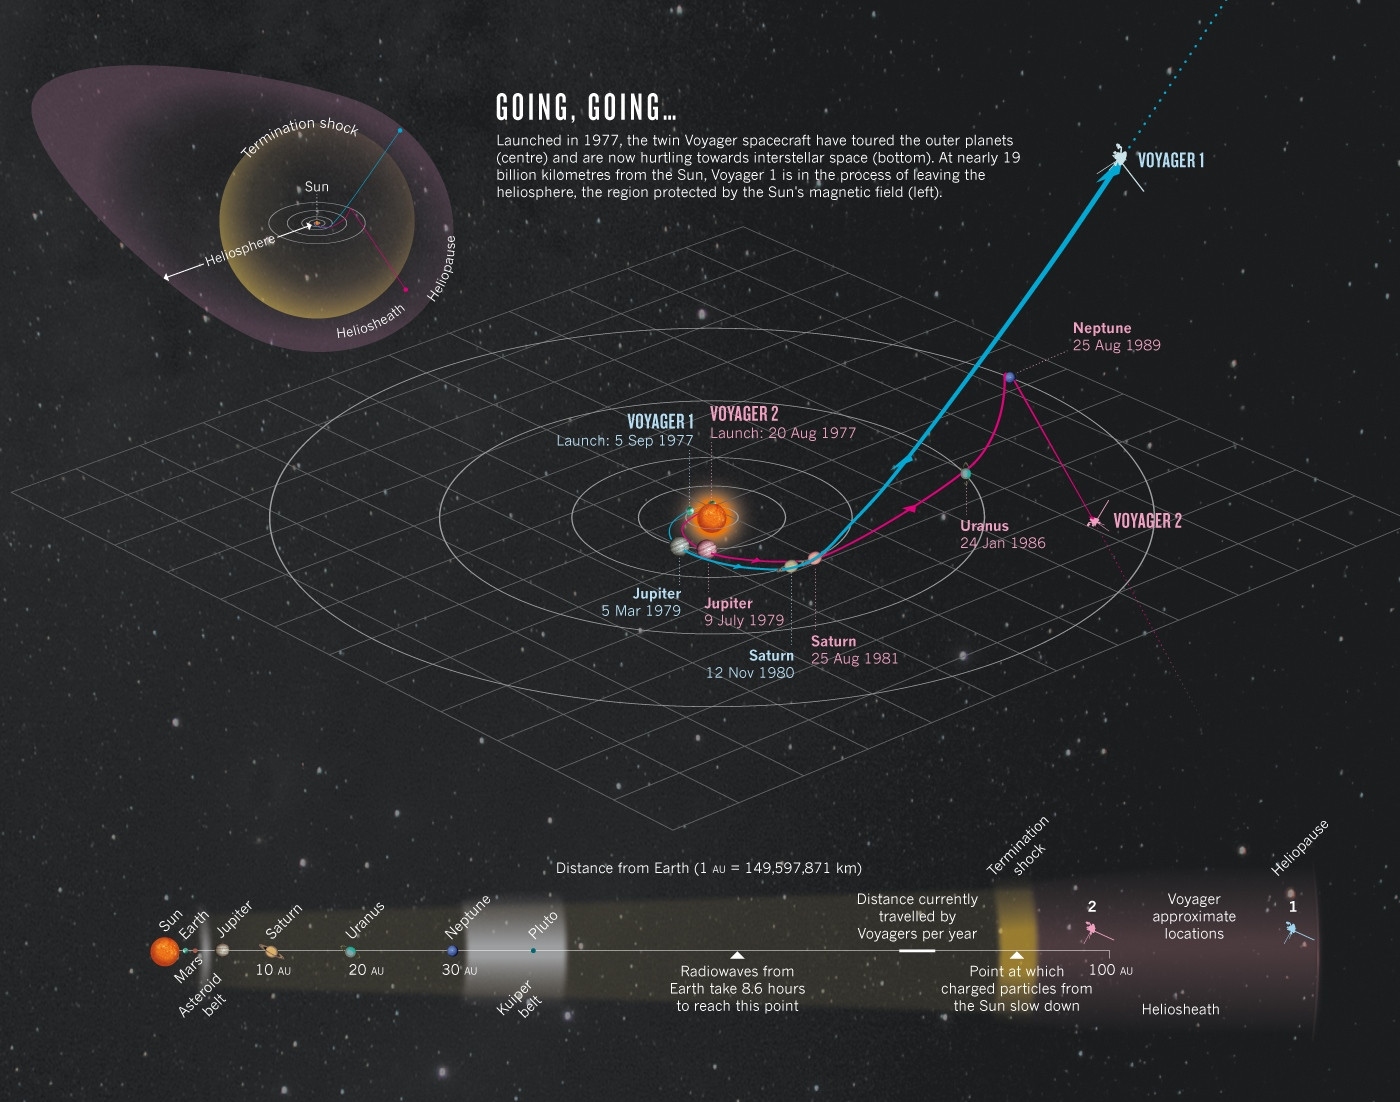 GOING, GOING…
Launched in 1977, the twin Voyager spacecraft have toured the outer planets
(centre) and are now hurtling towards interstellar space (bottom). At nearly 19
billion kilometres from the Sun, Voyager 1 is in the process of leaving the
heliosphere, the region protected by the Sun's magnetic field (left).
Termination shock
Sun
Heliosphere
Heliopause
Heliosheath
VOYAGER 1
Neptune
25 Aug 1989
VOYAGER 1
Launch: 5 Sep 1977
VOYAGER 2
Launch: 20 Aug 1977
Uranus
24 Jan 1986
VOYAGER 2
Jupiter
5 Mar 1979
Jupiter
9 July 1979
Saturn
12 Nov 1980
Saturn
25 Aug 1981
Distance from Earth (1 AU = 149,597,871 km)
Sun
Earth
Mars
Asteroid
belt
Jupiter
Saturn
10 AU
Uranus
20 AU
Neptune
30 AU
Kuiper
belt
Pluto
Radiowaves from
Earth take 8.6 hours
to reach this point
Distance currently
travelled by
Voyagers per year
Termination
shock
Point at which
charged particles from
the Sun slow down
2
100 AU
Voyager
approximate
locations
Heliosheath
1
Heliopause